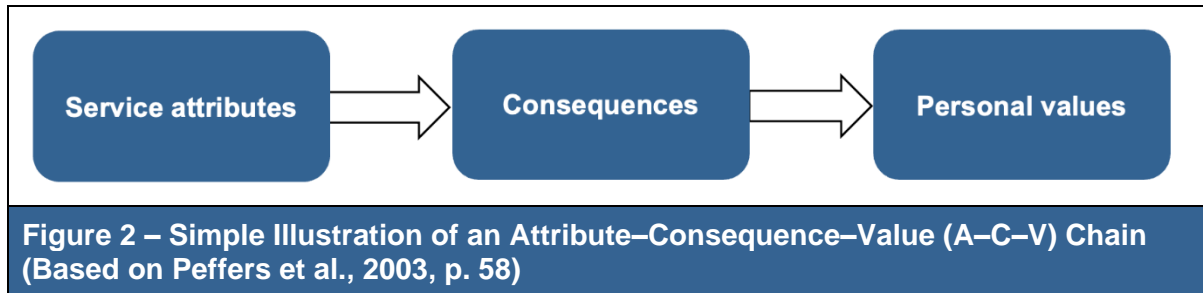 Service attributes
Consequences
Personal values
Figure 2 – Simple Illustration of an Attribute–Consequence–Value (A–C–V) Chain
(Based on Peffers et al., 2003, p. 58)